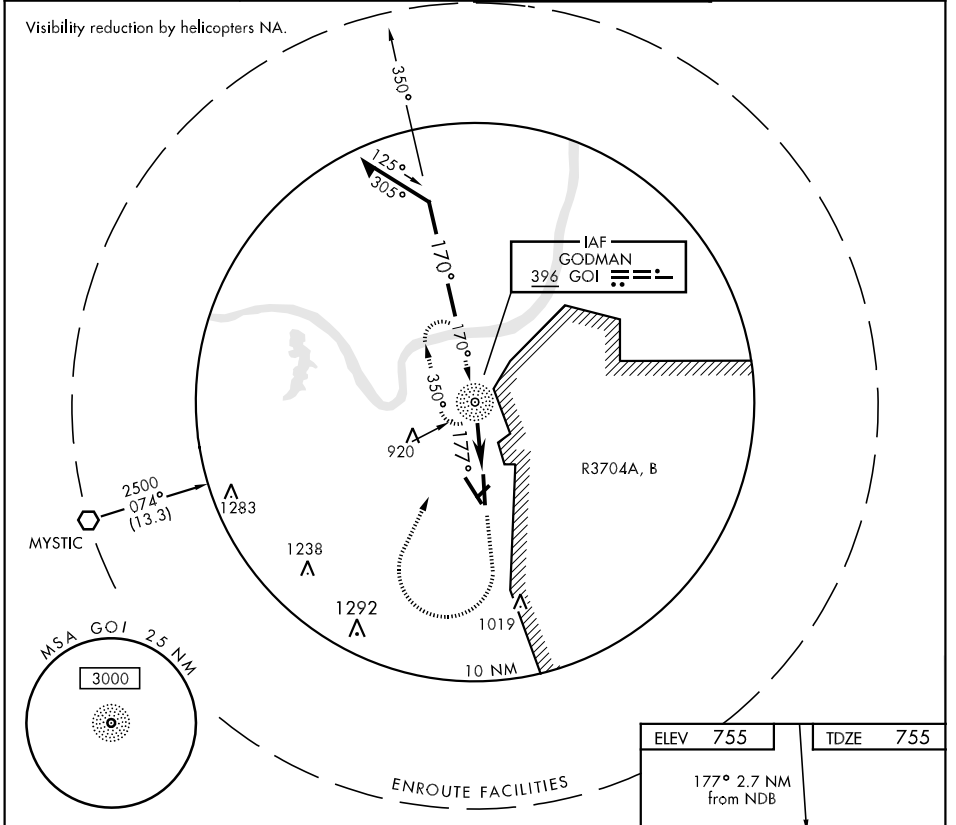 Visibility reduction by helicopters NA.
350°
125°
305°
170°
IAF
GODMAN
396 GOI
170°
350°
920
177°
R3704A, B
2500
074°
(13.3)
1283
MYSTIC
1238
1292
1019
MSA GOI 25 NM
3000
10 NM
ELEV 755
TDZE 755
177° 2.7 NM
from NDB
ENROUTE FACILITIES